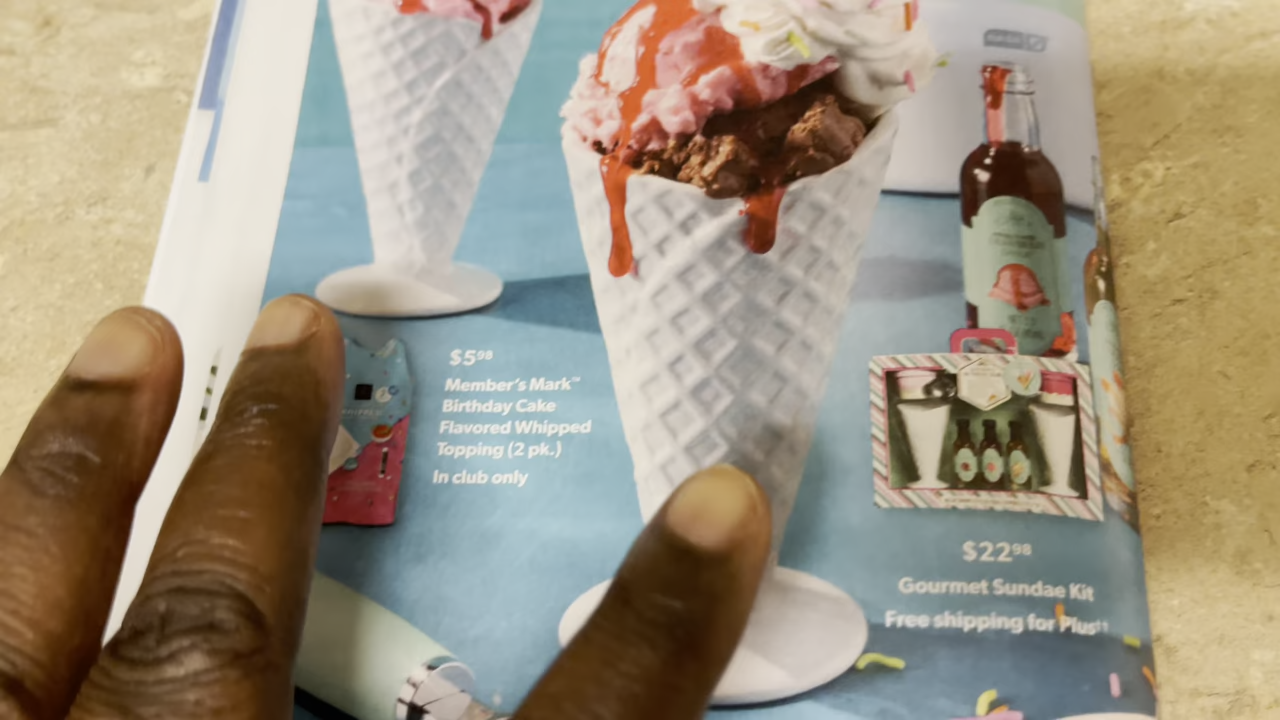 $5⁹⁸
Member's Mark™
Birthday Cake
Flavored Whipped
Topping (2 pk.)
In club only
$22⁹⁸
Gourmet Sundae Kit
Free shipping for Plus††